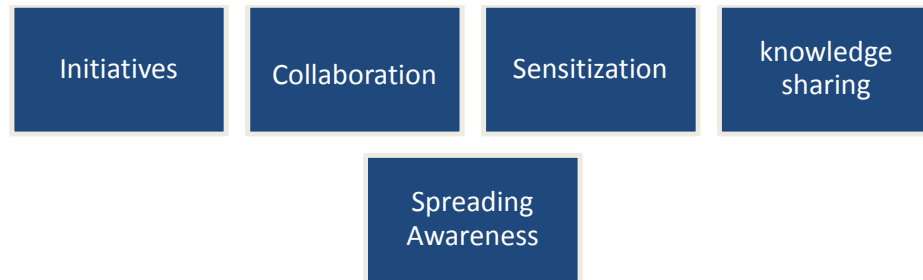 Initiatives
Collaboration
Sensitization
knowledge
sharing
Spreading
Awareness